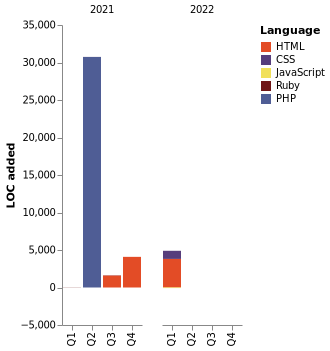 2021 2022
Language
HTML
CSS
JavaScript
Ruby
PHP
LOC added
35,000
30,000
25,000
20,000
15,000
10,000
5,000
0
−5,000
Q1 Q2 Q3 Q4 Q1 Q2 Q3 Q4